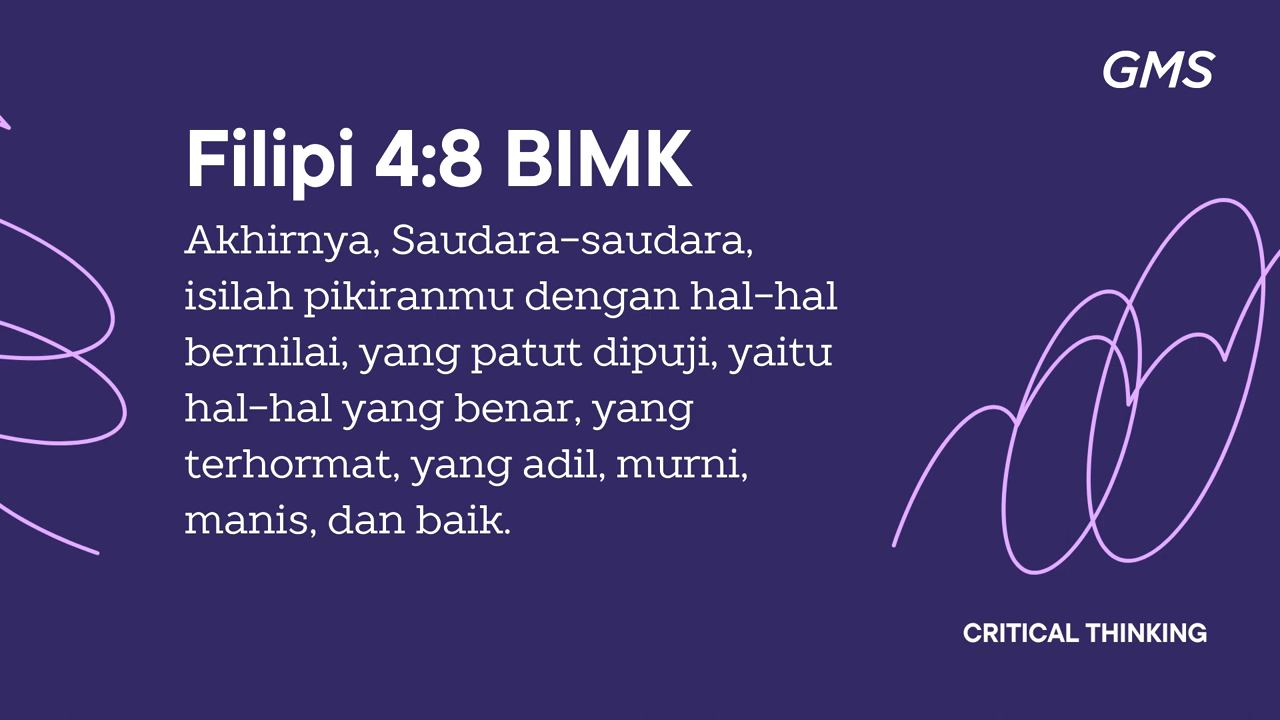 GMS
Filipi 4:8 BIMK
Akhirnya, Saudara-saudara,
isilah pikiranmu dengan hal-hal
bernilai, yang patut dipuji, yaitu
hal-hal yang benar, yang
terhormat, yang adil, murni,
manis, dan baik.
CRITICAL THINKING